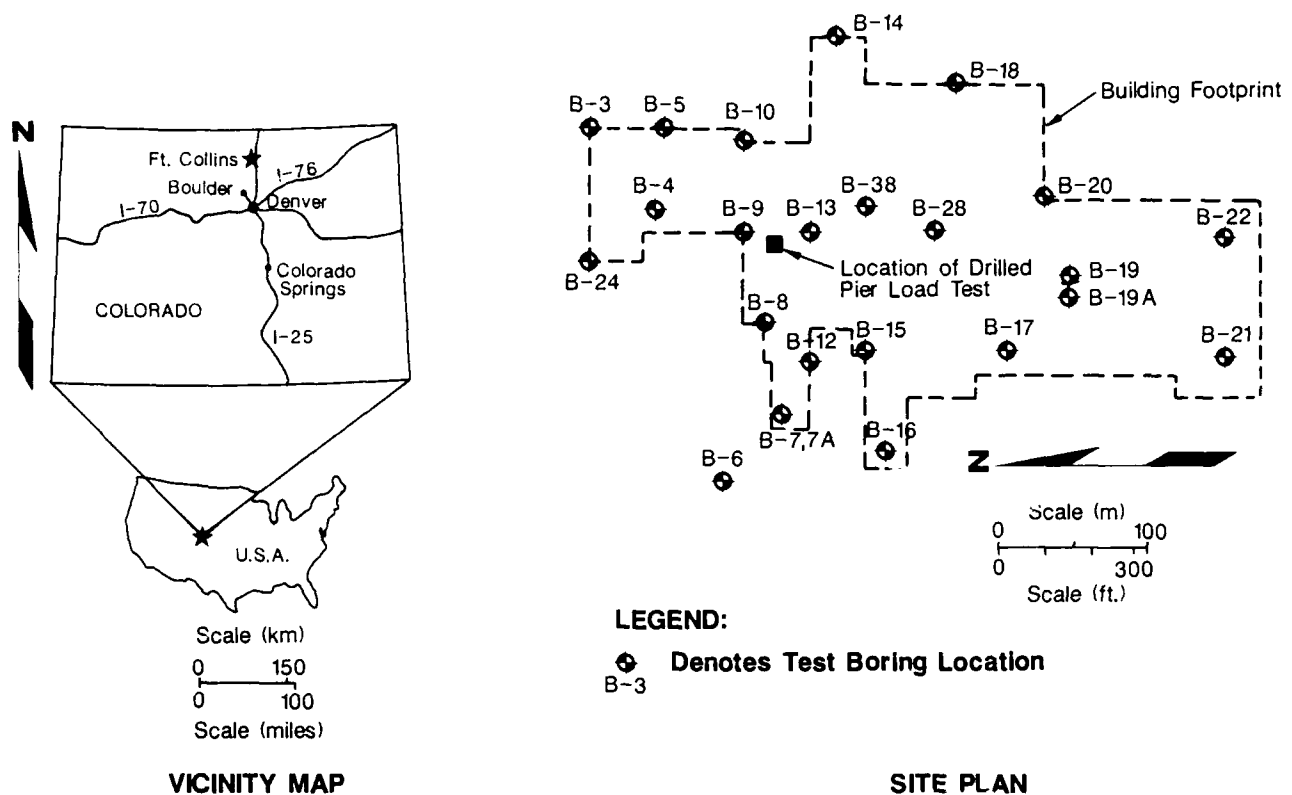 N
Ft. Collins
I-76
Boulder
Denver
I-70
Colorado
Springs
COLORADO
I-25
U.S.A.
Scale (km)
0 150
0 100
Scale (miles)
VICINITY MAP
B-14
B-18
Building Footprint
B-3
B-5
B-10
B-4
B-9
B-13
B-38
B-28
B-20
B-22
B-24
Location of Drilled
Pier Load Test
B-19
B-19A
B-8
B-12
B-15
B-17
B-21
B-7,7A
B-16
B-6
N
Scale (m)
0 100
0 300
Scale (ft.)
LEGEND:
Denotes Test Boring Location
B-3
SITE PLAN